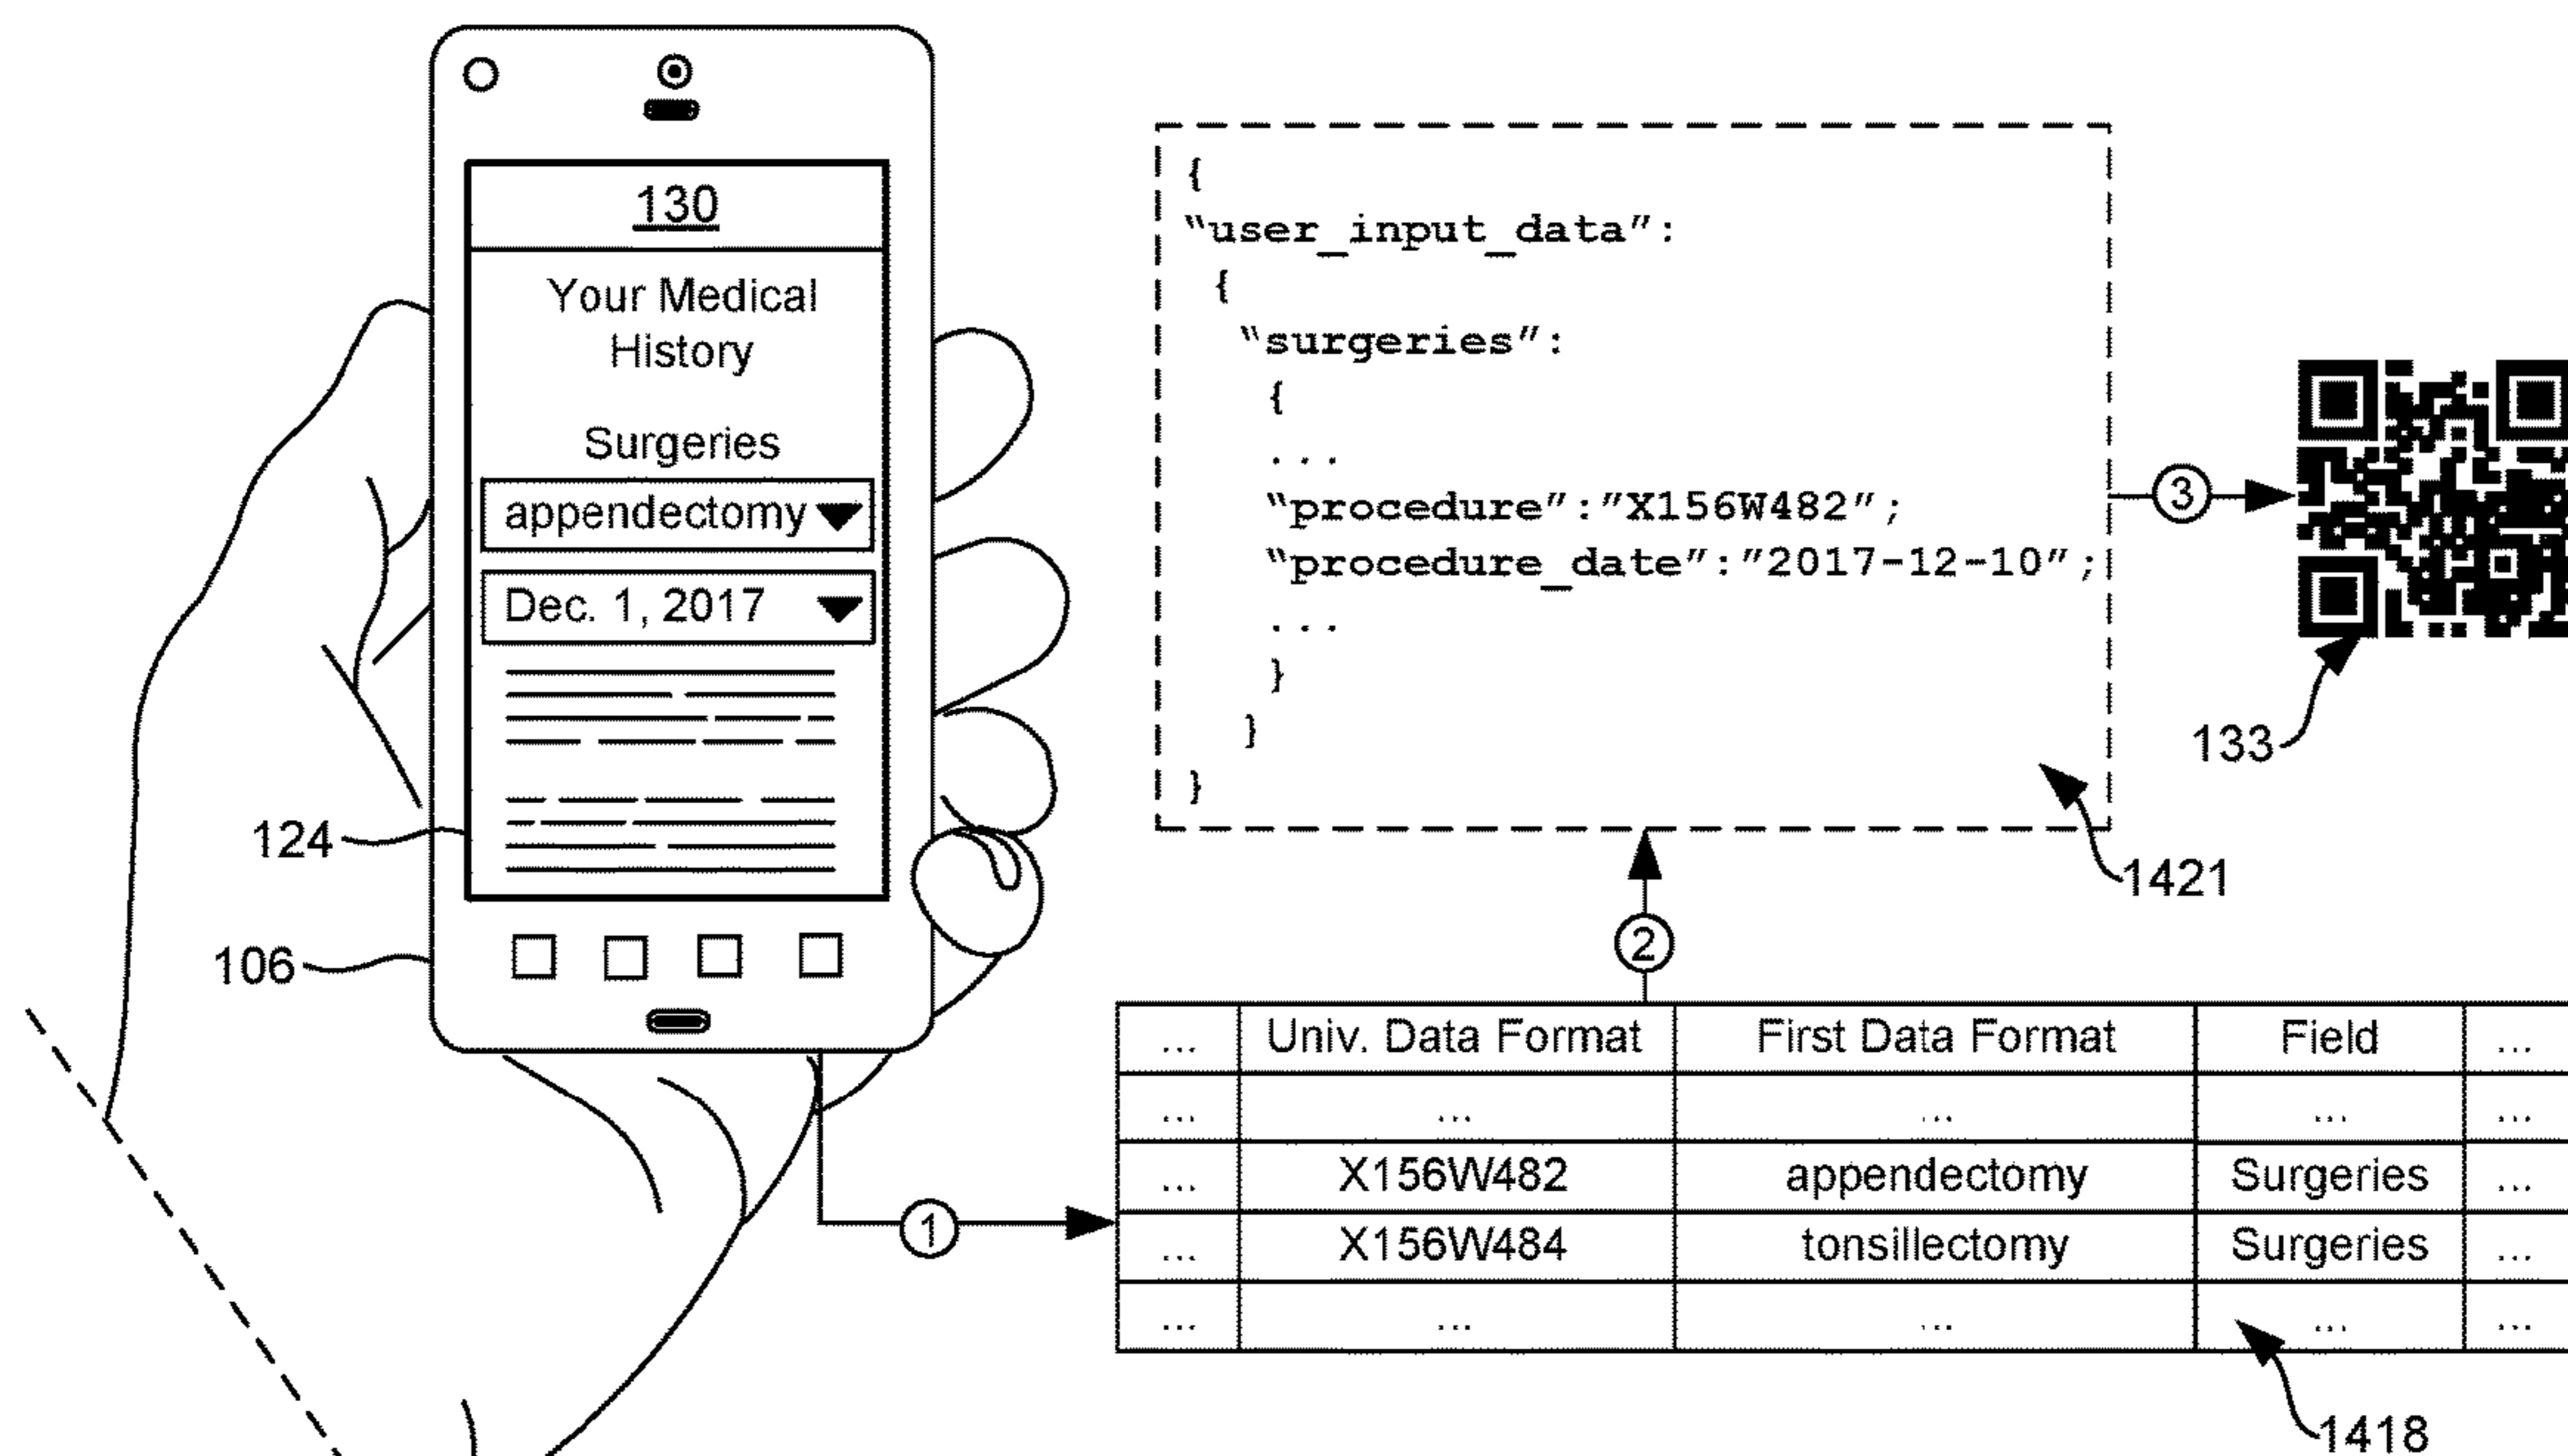 130
Your Medical
History
Surgeries
appendectomy
Dec. 1, 2017
124
106
{
“user_input_data”:
{
“surgeries”:
{
...
“procedure”:”X156W482”;
“procedure_date”:”2017-12-10”;
...
}
}
}
1421
3
133
2
1
... Univ. Data Format First Data Format Field ...
... ... ... ... ...
... X156W482 appendectomy Surgeries ...
... X156W484 tonsillectomy Surgeries ...
... ... ... ... ...
1418